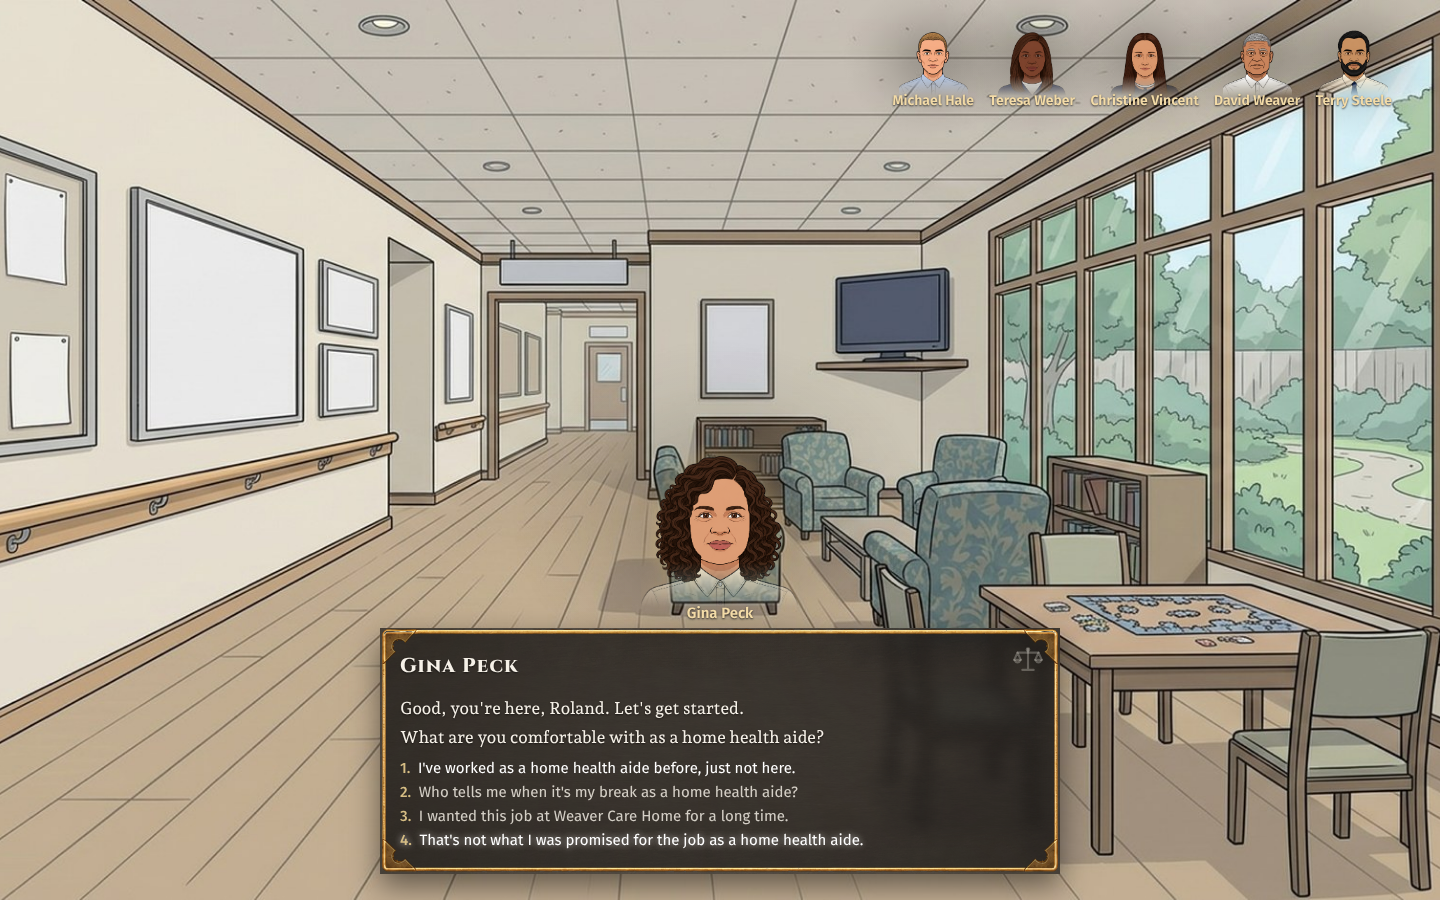 Michael Hale
Teresa Weber
Christine Vincent
David Weaver
Terry Steele
Gina Peck
Gina Peck
Good, you're here, Roland. Let's get started.
What are you comfortable with as a home health aide?
1. I've worked as a home health aide before, just not here.
2. Who tells me when it's my break as a home health aide?
3. I wanted this job at Weaver Care Home for a long time.
4. That's not what I was promised for the job as a home health aide.